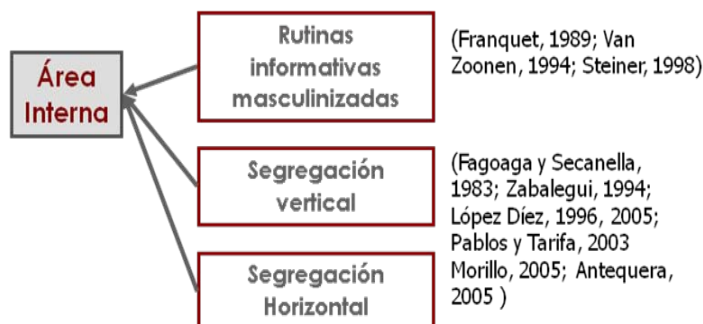 Área
Interna
Rutinas
informativas
masculinizadas
(Franquet, 1989; Van
Zoonen, 1994; Steiner, 1998)
Segregación
vertical
(Fagoaga y Secanella,
1983; Zabalegui, 1994;
López Díez, 1996, 2005;
Pablos y Tarifa, 2003
Morillo, 2005; Antequera,
2005 )
Segregación
Horizontal